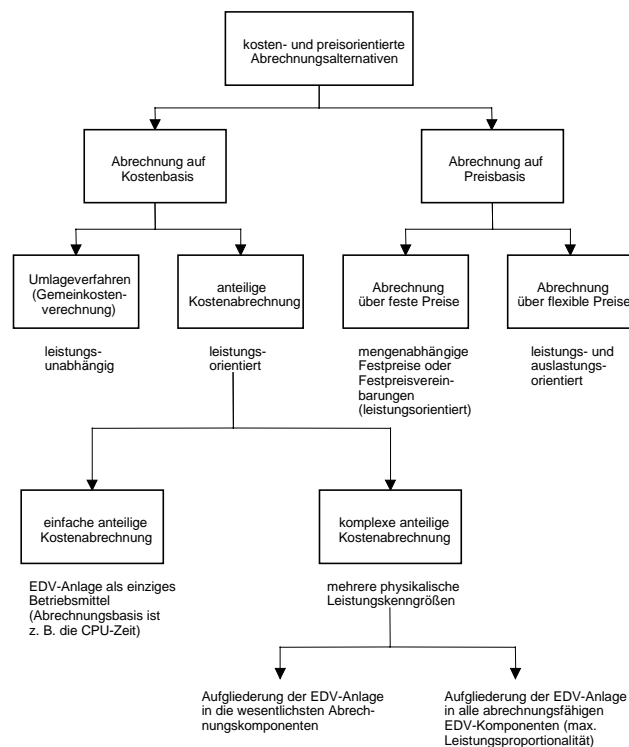 kosten- und preisorientierte
Abrechnungsalternativen
Abrechnung auf
Kostenbasis
Abrechnung auf
Preisbasis
Umlageverfahren
(Gemeinkosten-
verrechnung)
anteilige
Kostenabrechnung
Abrechnung
über feste Preise
Abrechnung
über flexible Preise
leistungs-
unabhängig
leistungs-
orientiert
mengenabhängige
Festpreise oder
Festpreisverein-
barungen
(leistungsorientiert)
leistungs- und
auslastungs-
orientiert
einfache anteilige
Kostenabrechnung
komplexe anteilige
Kostenabrechnung
EDV-Anlage als einziges
Betriebsmittel
(Abrechnungsbasis ist
z. B. die CPU-Zeit)
mehrere physikalische
Leistungskenngrößen
Aufgliederung der EDV-Anlage
in die wesentlichsten Abrech-
nungskomponenten
Aufgliederung der EDV-Anlage
in alle abrechnungsfähigen
EDV-Komponenten (max.
Leistungsproportionalität)